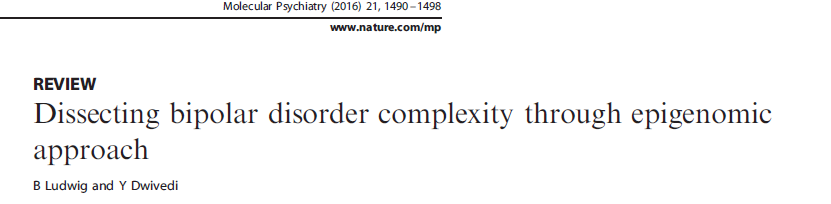 Molecular Psychiatry (2016) 21, 1490–1498
www.nature.com/mp
REVIEW
Dissecting bipolar disorder complexity through epigenomic
approach
B Ludwig and Y Dwivedi